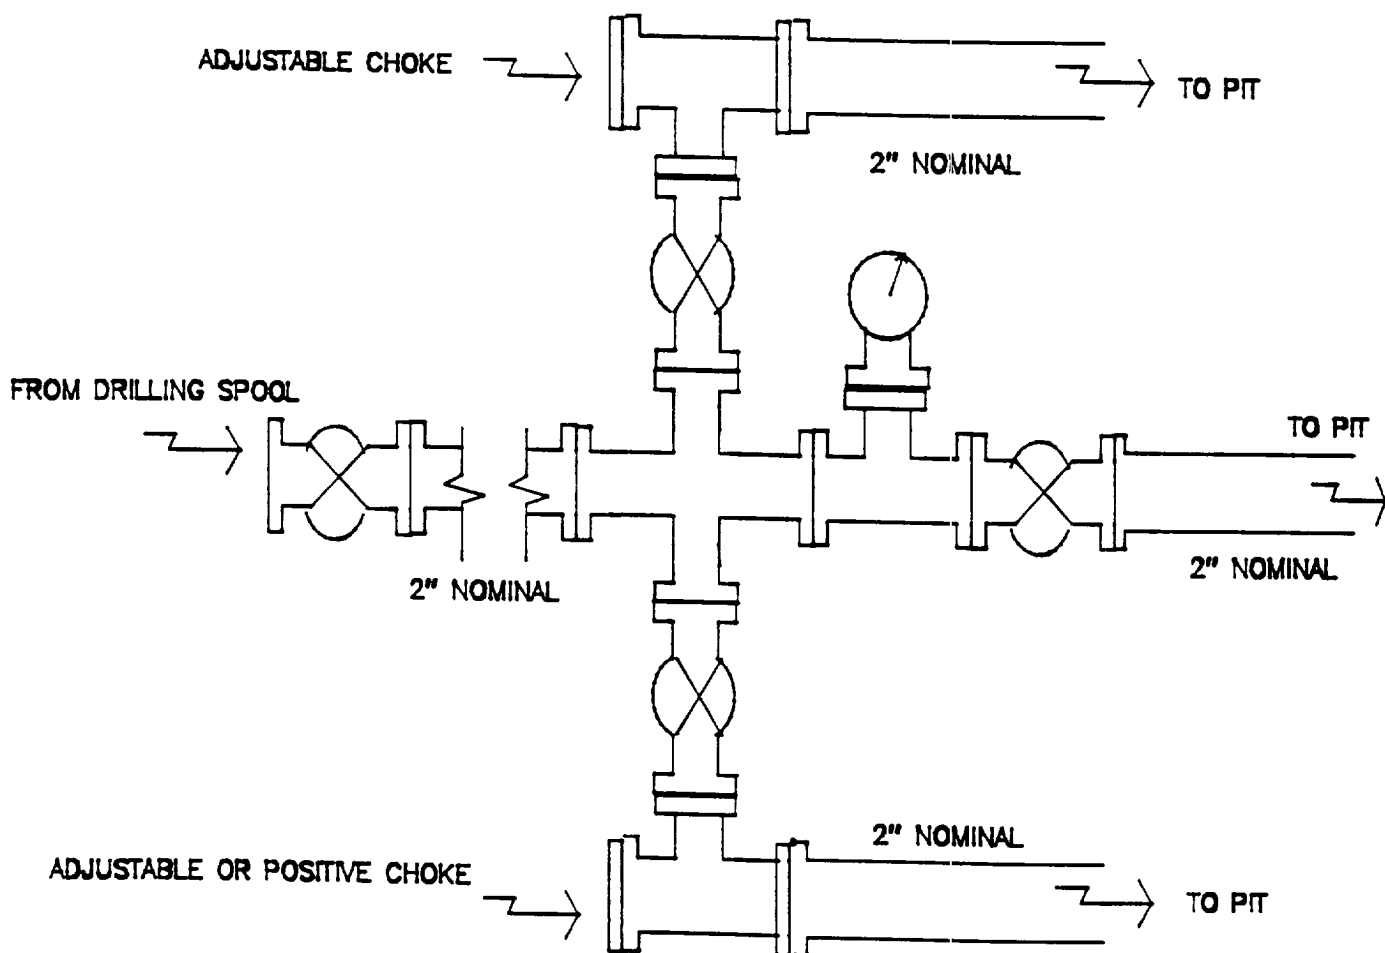 ADJUSTABLE CHOKE
TO PIT
2" NOMINAL
FROM DRILLING SPOOL
TO PIT
2" NOMINAL
2" NOMINAL
2" NOMINAL
ADJUSTABLE OR POSITIVE CHOKE
TO PIT